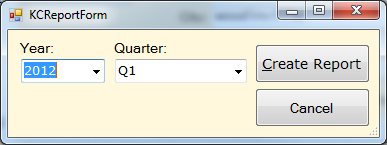 KCReportForm
Year: Quarter:
2012 Q1
Create Report
Cancel